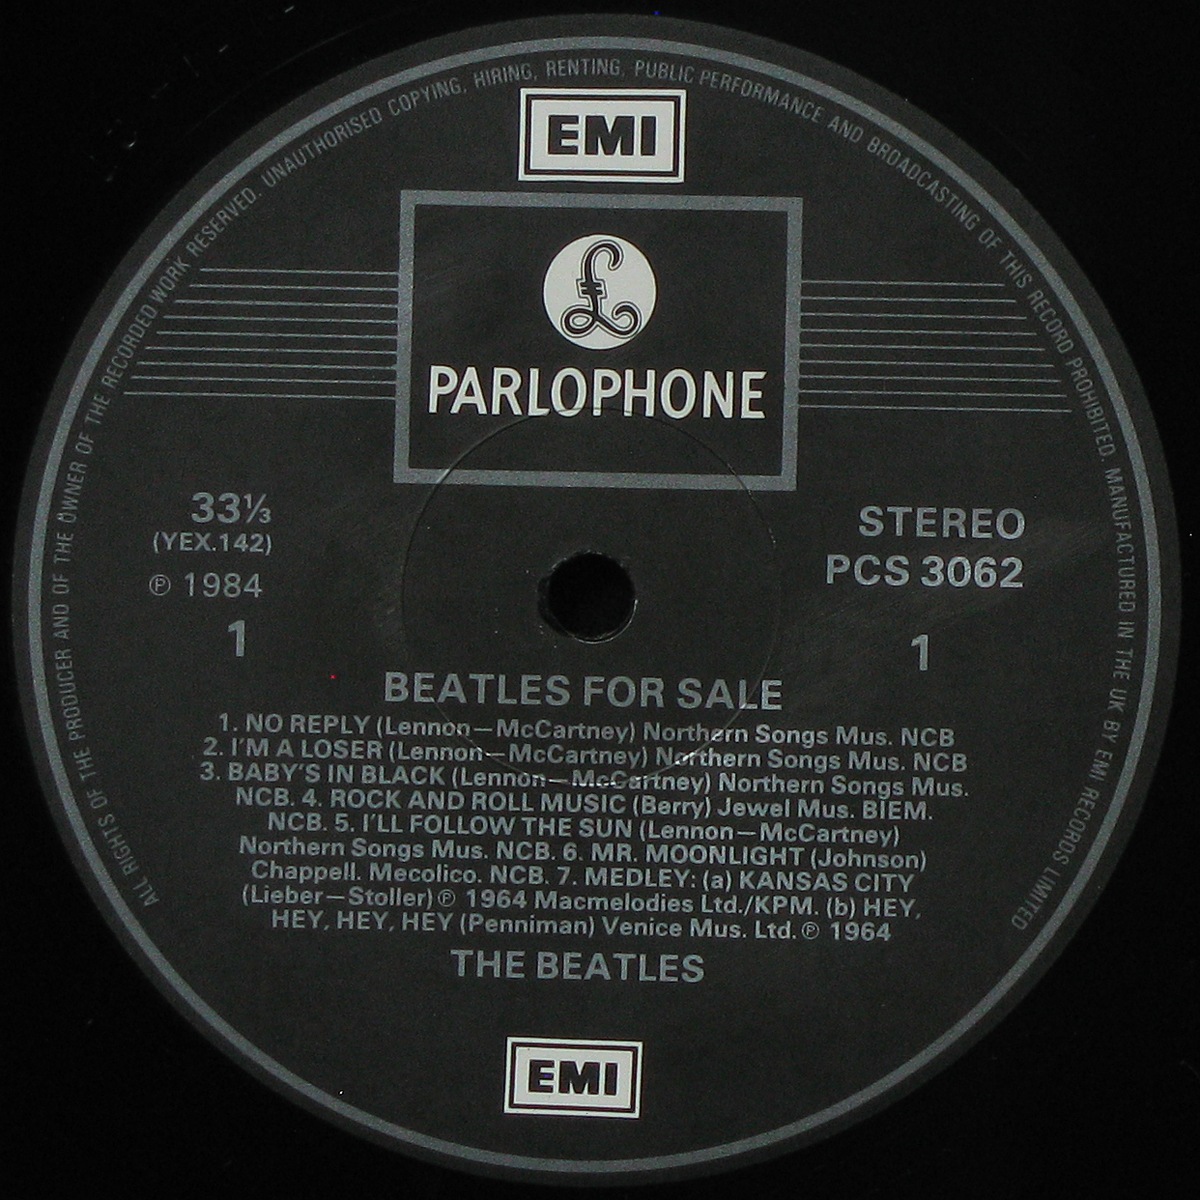 ALL RIGHTS OF THE PRODUCER AND OF THE OWNER OF THE RECORDED WORK RESERVED. UNAUTHORISED COPYING, HIRING, RENTING, PUBLIC PERFORMANCE AND BROADCASTING OF THIS RECORD PROHIBITED. MANUFACTURED IN THE UK BY EMI RECORDS LIMITED
EMI
£
PARLOPHONE
33⅓
(YEX.142)
℗ 1984
1
STEREO
PCS 3062
1
BEATLES FOR SALE
1. NO REPLY (Lennon—McCartney) Northern Songs Mus. NCB
2. I'M A LOSER (Lennon—McCartney) Northern Songs Mus. NCB
3. BABY'S IN BLACK (Lennon—McCartney) Northern Songs Mus.
NCB. 4. ROCK AND ROLL MUSIC (Berry) Jewel Mus. BIEM.
NCB. 5. I'LL FOLLOW THE SUN (Lennon—McCartney)
Northern Songs Mus. NCB. 6. MR. MOONLIGHT (Johnson)
Chappell. Mecolico. NCB. 7. MEDLEY: (a) KANSAS CITY
(Lieber—Stoller) ℗ 1964 Macmelodies Ltd./KPM. (b) HEY,
HEY, HEY, HEY (Penniman) Venice Mus. Ltd. ℗ 1964
THE BEATLES
EMI